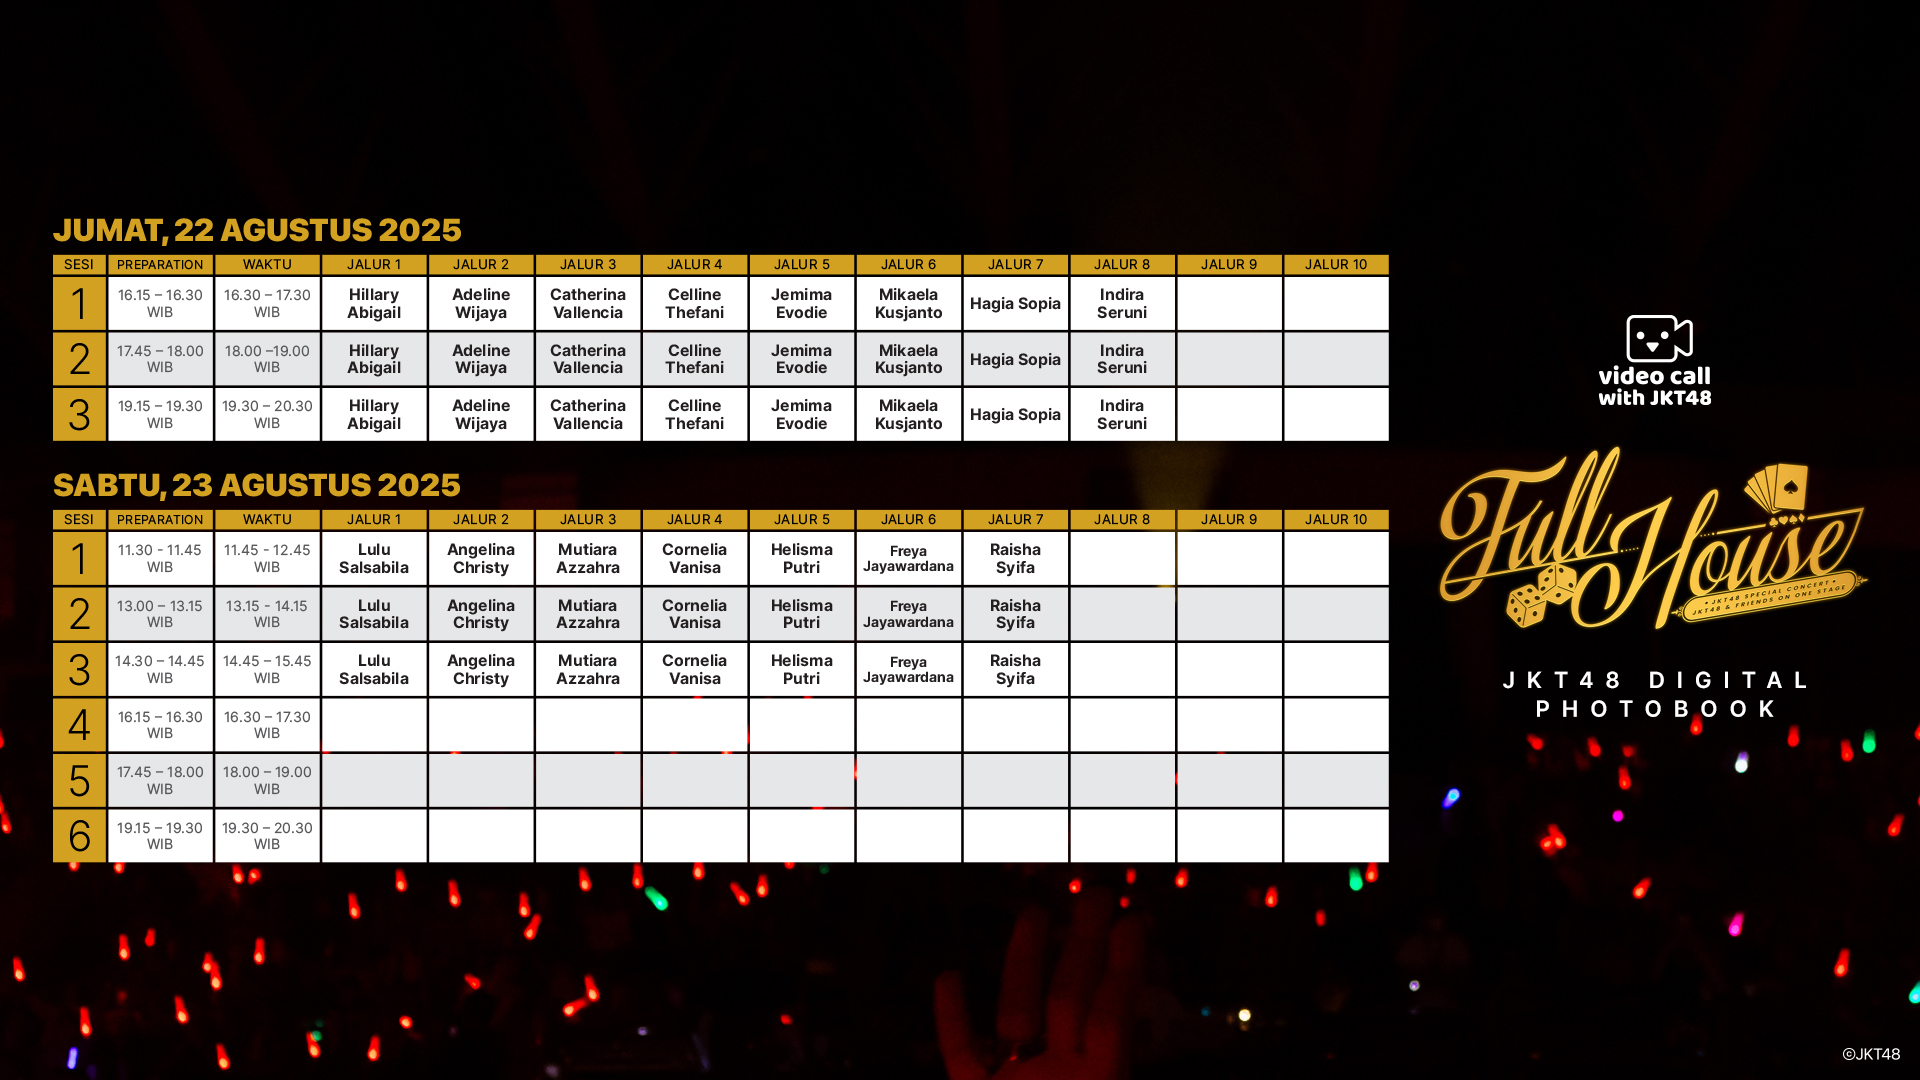 JUMAT, 22 AGUSTUS 2025
SESI PREPARATION WAKTU JALUR 1 JALUR 2 JALUR 3 JALUR 4 JALUR 5 JALUR 6 JALUR 7 JALUR 8 JALUR 9 JALUR 10
1 16.15 – 16.30 WIB 16.30 – 17.30 WIB Hillary Abigail Adeline Wijaya Catherina Vallencia Celline Thefani Jemima Evodie Mikaela Kusjanto Hagia Sopia Indira Seruni
2 17.45 – 18.00 WIB 18.00 –19.00 WIB Hillary Abigail Adeline Wijaya Catherina Vallencia Celline Thefani Jemima Evodie Mikaela Kusjanto Hagia Sopia Indira Seruni
3 19.15 – 19.30 WIB 19.30 – 20.30 WIB Hillary Abigail Adeline Wijaya Catherina Vallencia Celline Thefani Jemima Evodie Mikaela Kusjanto Hagia Sopia Indira Seruni
SABTU, 23 AGUSTUS 2025
SESI PREPARATION WAKTU JALUR 1 JALUR 2 JALUR 3 JALUR 4 JALUR 5 JALUR 6 JALUR 7 JALUR 8 JALUR 9 JALUR 10
1 11.30 - 11.45 WIB 11.45 - 12.45 WIB Lulu Salsabila Angelina Christy Mutiara Azzahra Cornelia Vanisa Helisma Putri Freya Jayawardana Raisha Syifa
2 13.00 – 13.15 WIB 13.15 - 14.15 WIB Lulu Salsabila Angelina Christy Mutiara Azzahra Cornelia Vanisa Helisma Putri Freya Jayawardana Raisha Syifa
3 14.30 – 14.45 WIB 14.45 – 15.45 WIB Lulu Salsabila Angelina Christy Mutiara Azzahra Cornelia Vanisa Helisma Putri Freya Jayawardana Raisha Syifa
4 16.15 – 16.30 WIB 16.30 – 17.30 WIB
5 17.45 – 18.00 WIB 18.00 – 19.00 WIB
6 19.15 – 19.30 WIB 19.30 – 20.30 WIB
video call
with JKT48
Full House
JKT48 SPECIAL CONCERT
JKT48 & FRIENDS ON ONE STAGE
JKT48 DIGITAL
PHOTOBOOK
©JKT48